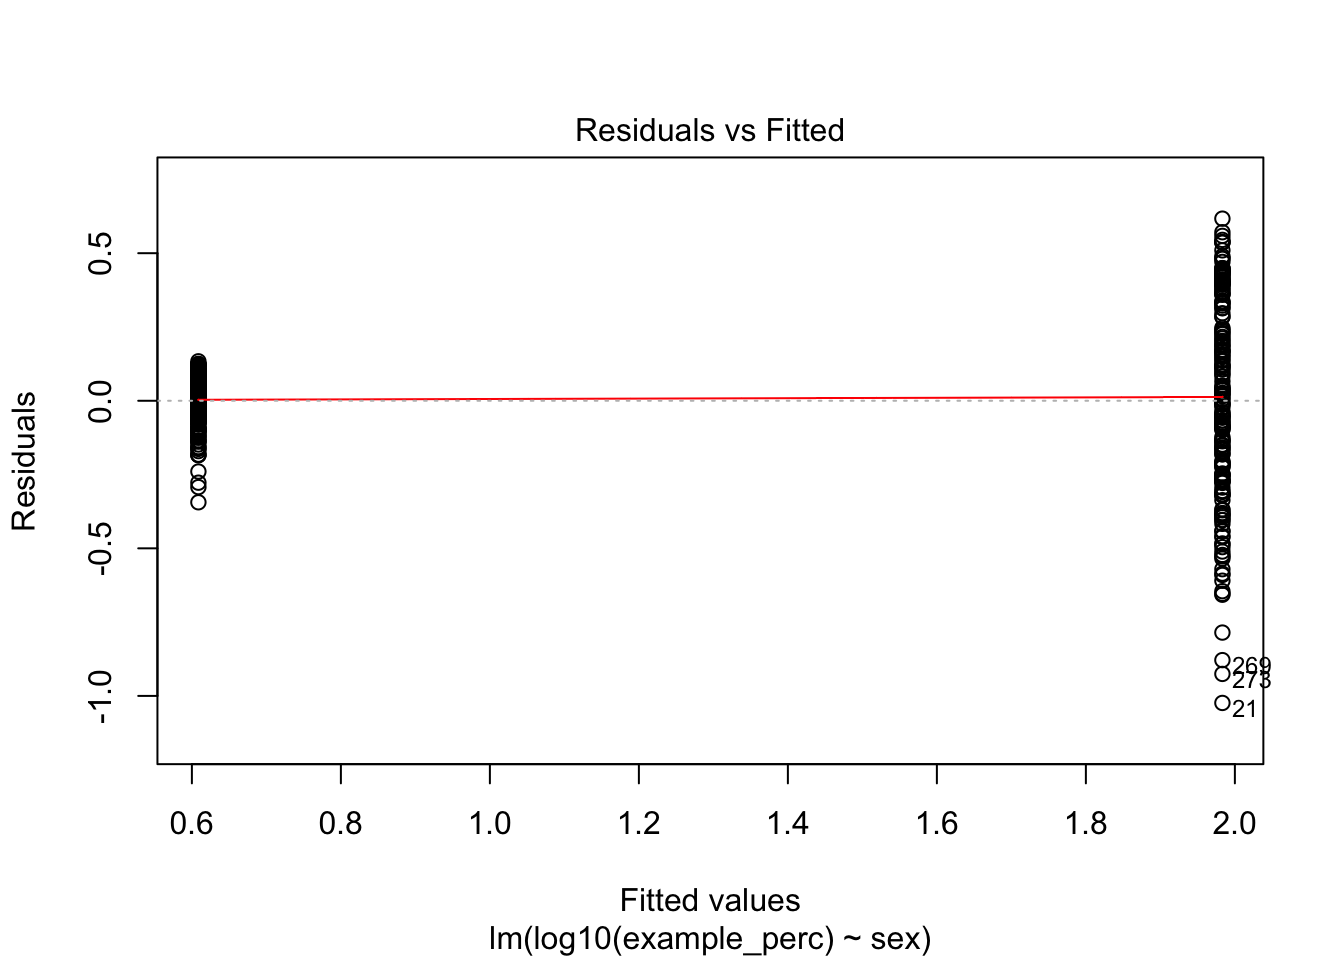 Residuals vs Fitted
Residuals
0.5
0.0
-0.5
-1.0
269
273
21
0.6 0.8 1.0 1.2 1.4 1.6 1.8 2.0
Fitted values
lm(log10(example_perc) ~ sex)